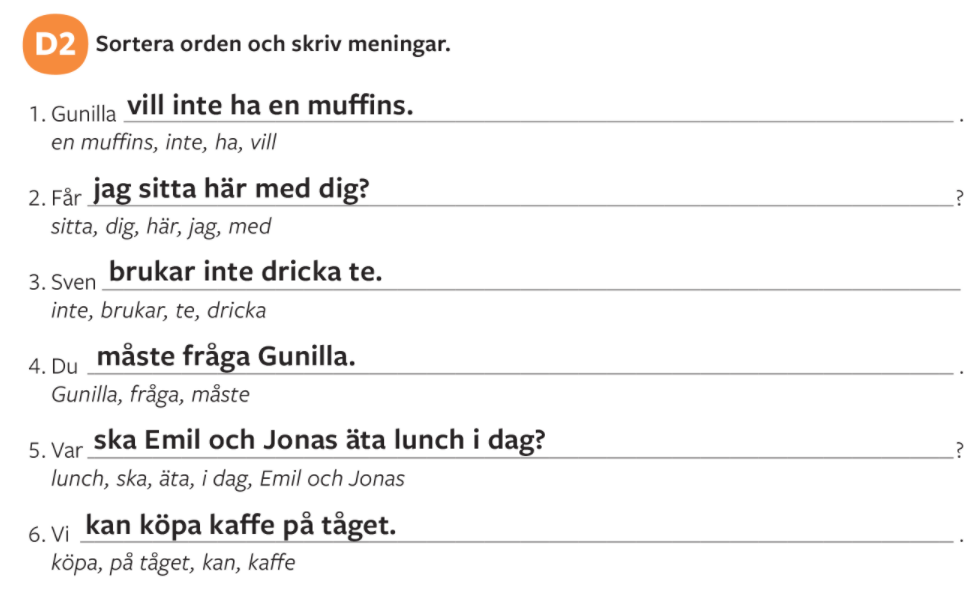 D2 Sortera orden och skriv meningar.
1. Gunilla vill inte ha en muffins. .
en muffins, inte, ha, vill
2. Får jag sitta här med dig? ?
sitta, dig, här, jag, med
3. Sven brukar inte dricka te.
inte, brukar, te, dricka
4. Du måste fråga Gunilla. .
Gunilla, fråga, måste
5. Var ska Emil och Jonas äta lunch i dag? ?
lunch, ska, äta, i dag, Emil och Jonas
6. Vi kan köpa kaffe på tåget. .
köpa, på tåget, kan, kaffe